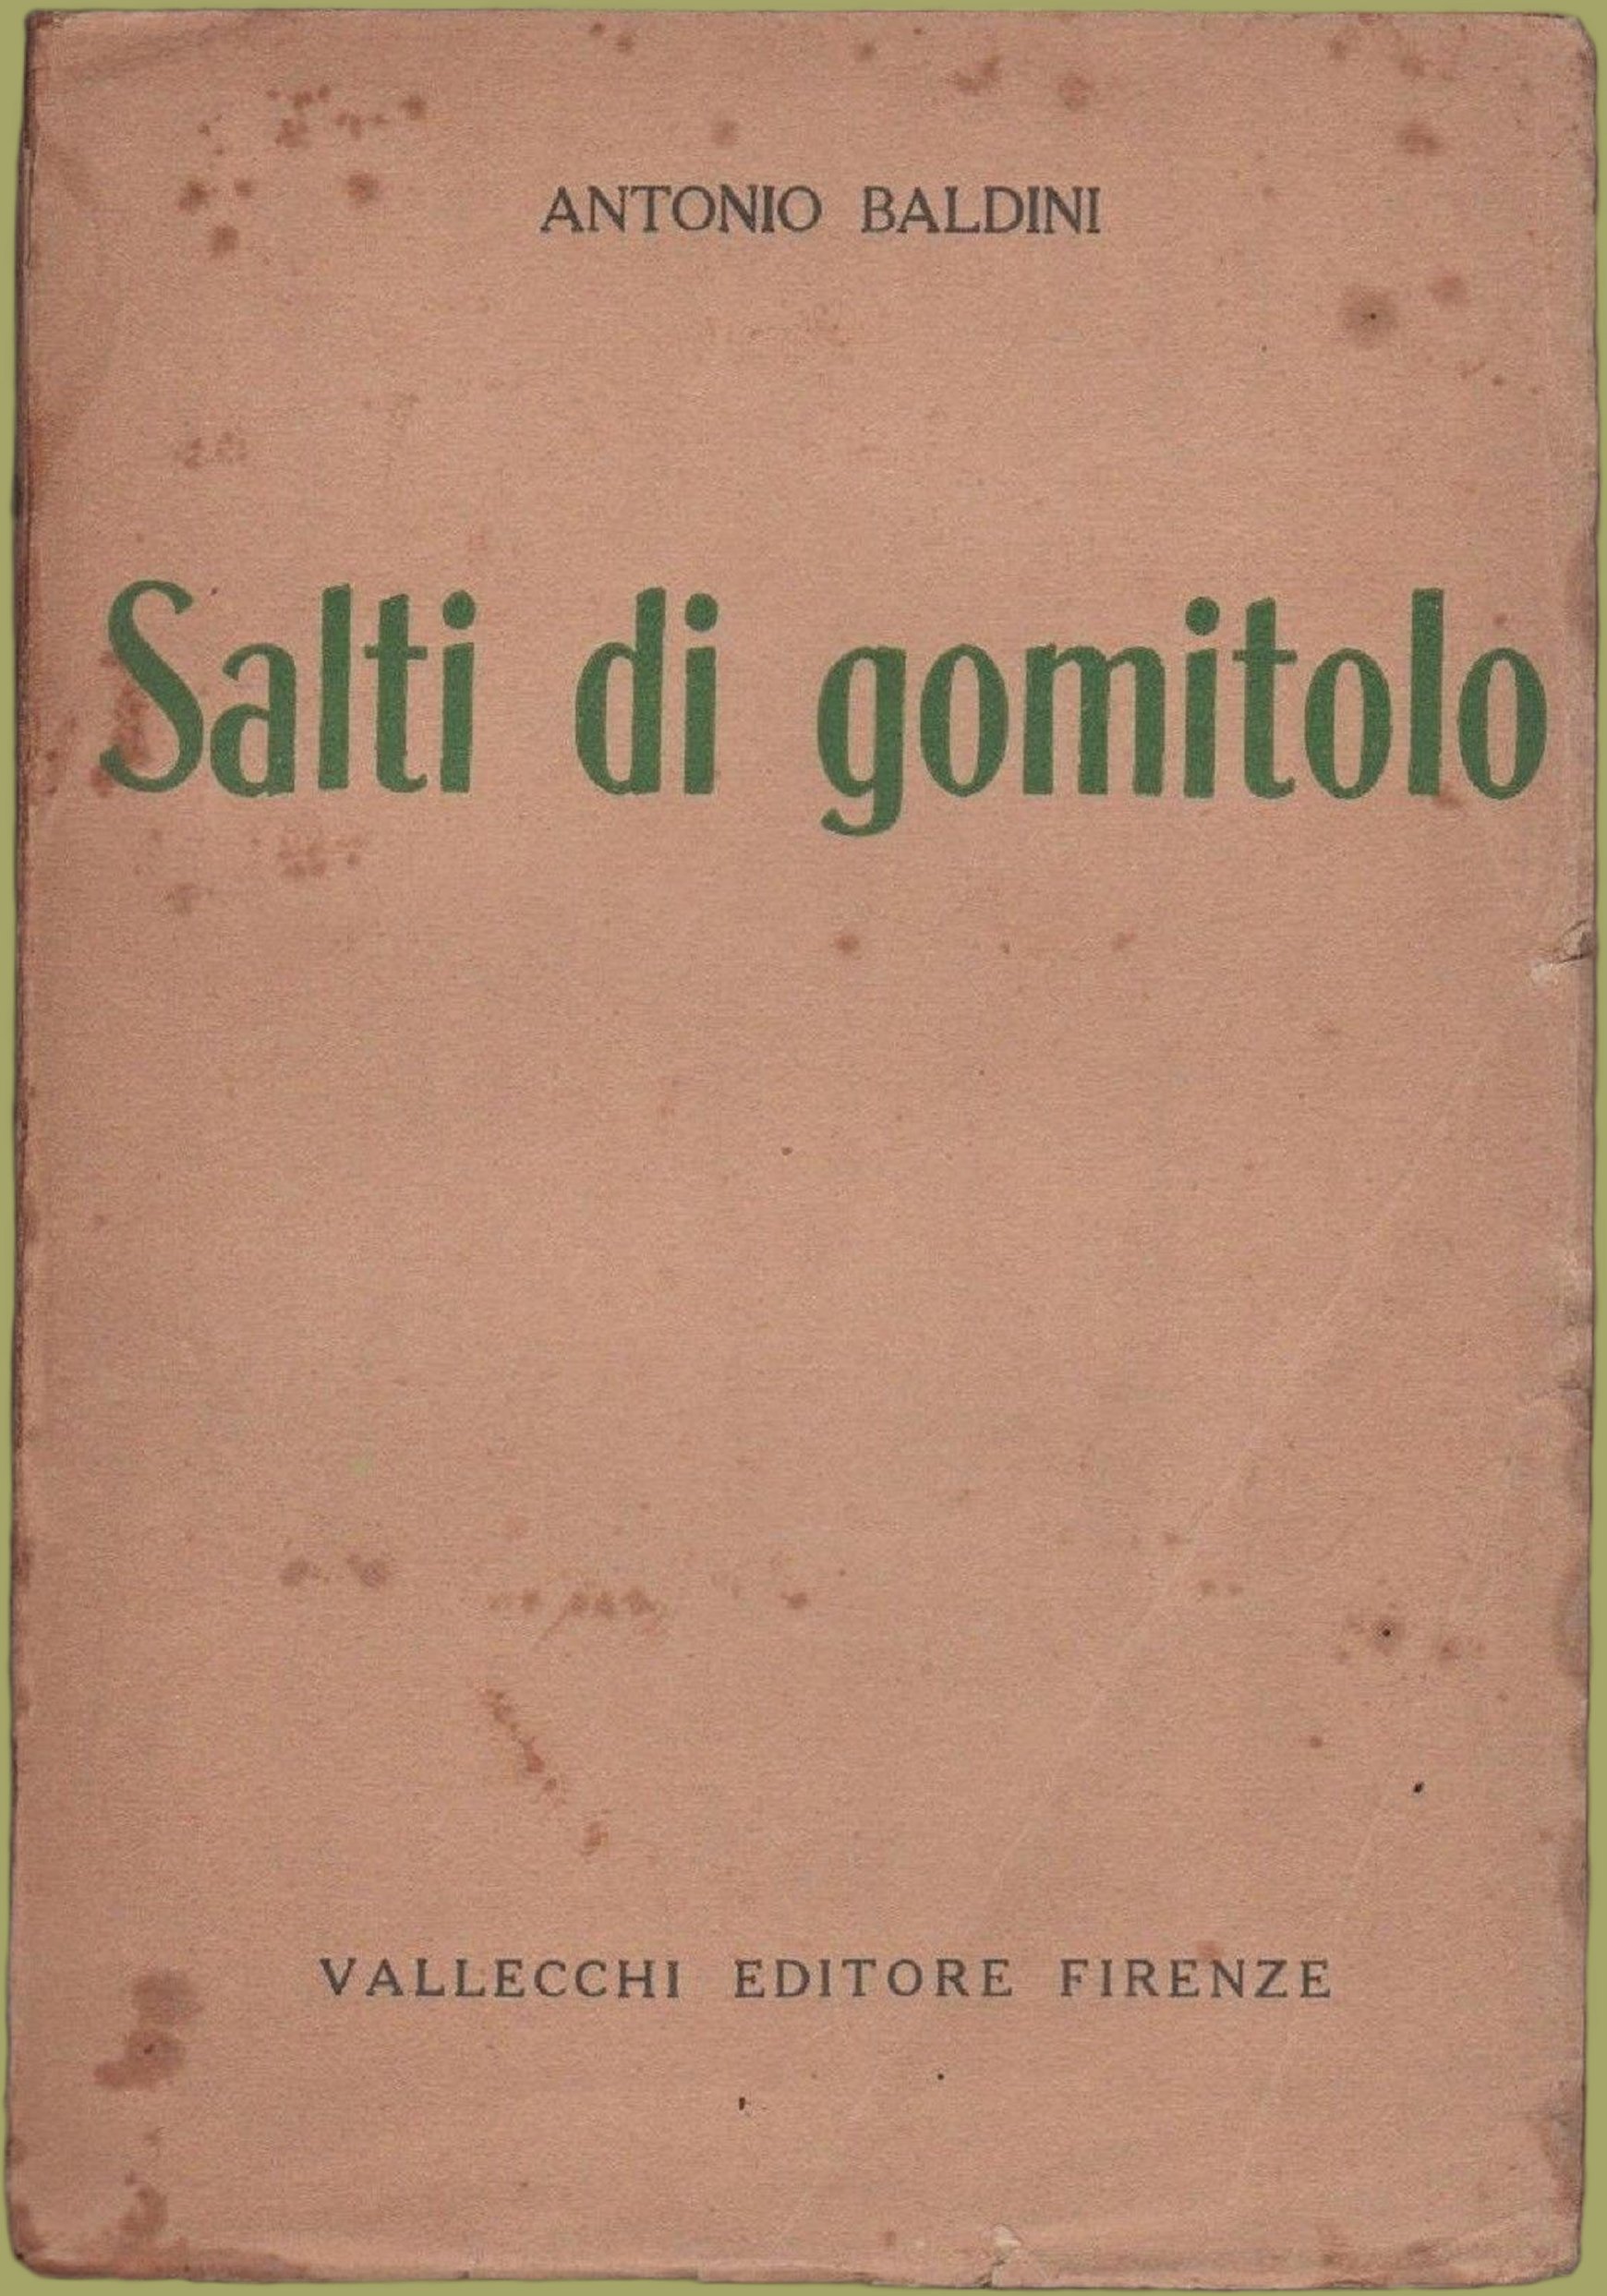 ANTONIO BALDINI
Salti di gomitolo
VALLECCHI EDITORE FIRENZE